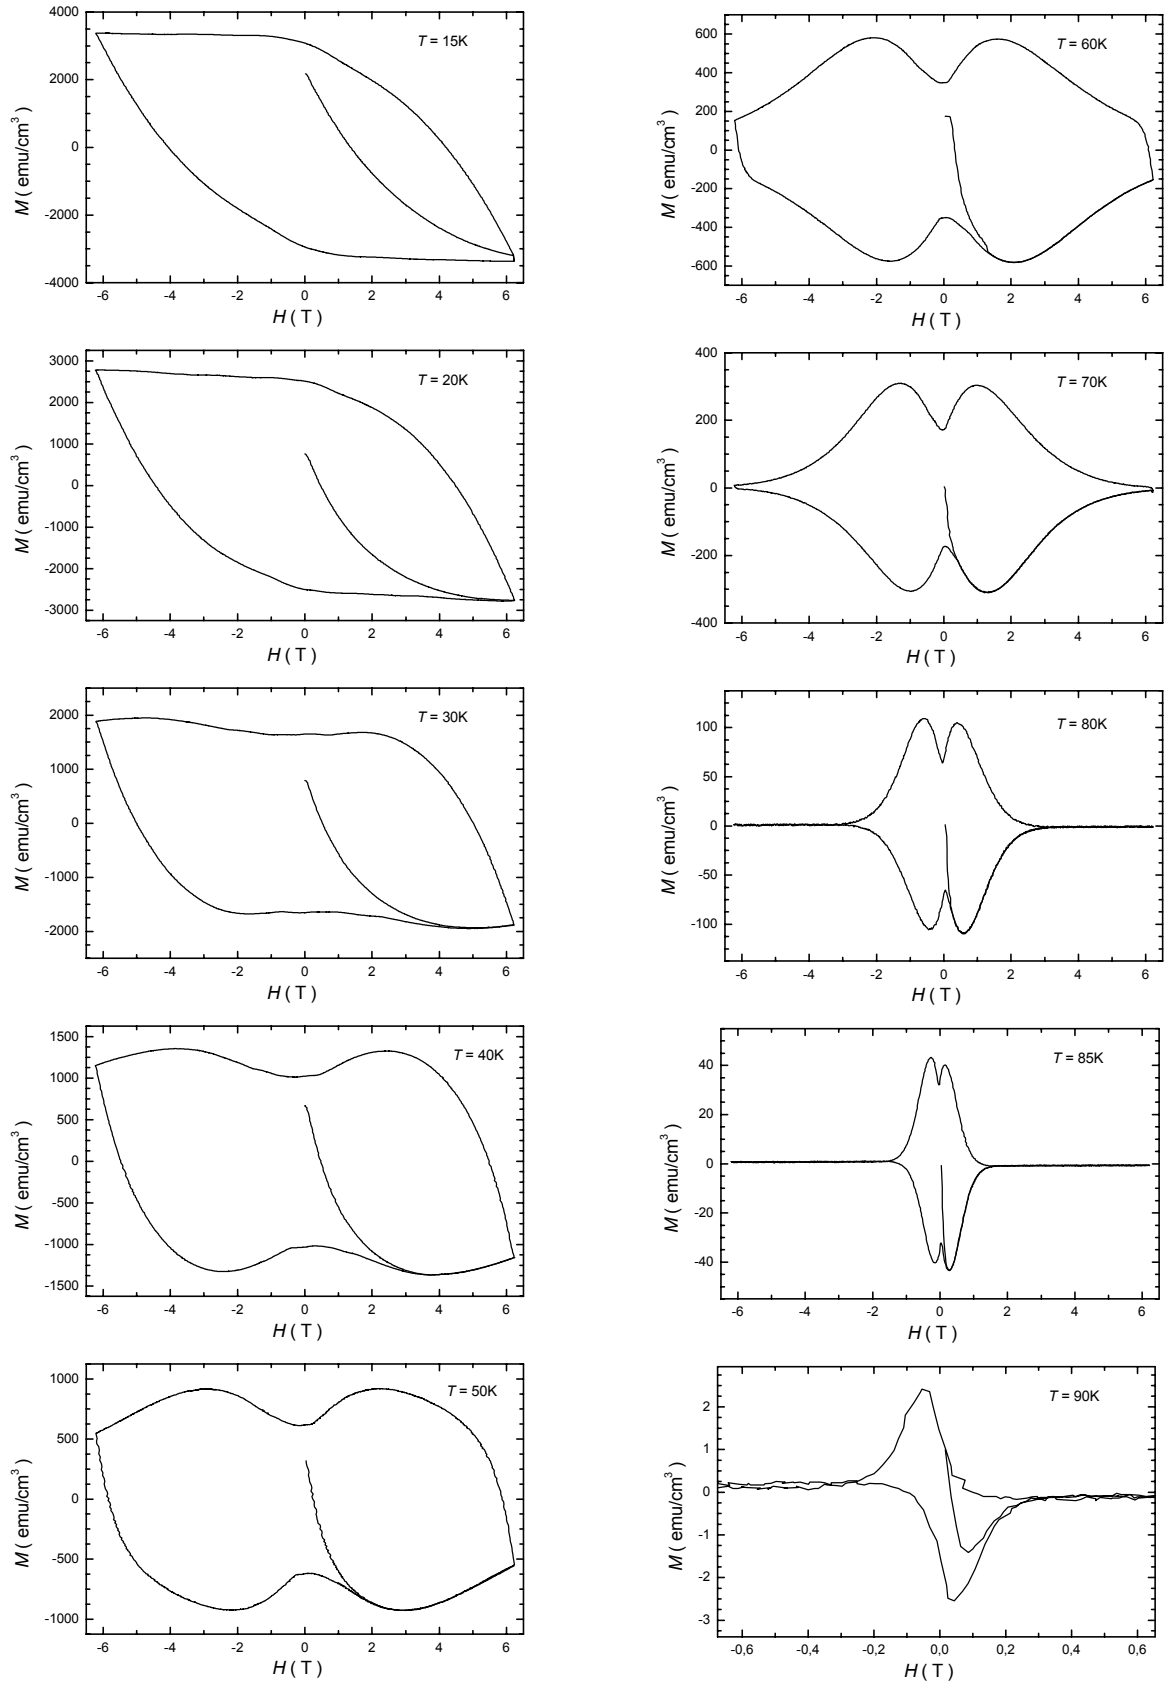 T = 15K
4000
2000
0
-2000
-4000
M ( emu/cm³ )
-6 -4 -2 0 2 4 6
H ( T )
T = 20K
3000
2000
1000
0
-1000
-2000
-3000
M ( emu/cm³ )
-6 -4 -2 0 2 4 6
H ( T )
T = 30K
2000
1000
0
-1000
-2000
M ( emu/cm³ )
-6 -4 -2 0 2 4 6
H ( T )
T = 40K
1500
1000
500
0
-500
-1000
-1500
M ( emu/cm³ )
-6 -4 -2 0 2 4 6
H ( T )
T = 50K
1000
500
0
-500
-1000
M ( emu/cm³ )
-6 -4 -2 0 2 4 6
H ( T )
T = 60K
600
400
200
0
-200
-400
-600
M ( emu/cm³ )
-6 -4 -2 0 2 4 6
H ( T )
T = 70K
400
200
0
-200
-400
M ( emu/cm³ )
-6 -4 -2 0 2 4 6
H ( T )
T = 80K
100
50
0
-50
-100
M ( emu/cm³ )
-6 -4 -2 0 2 4 6
H ( T )
T = 85K
40
20
0
-20
-40
M ( emu/cm³ )
-6 -4 -2 0 2 4 6
H ( T )
T = 90K
2
1
0
-1
-2
-3
M ( emu/cm³ )
-0,6 -0,4 -0,2 0,0 0,2 0,4 0,6
H ( T )